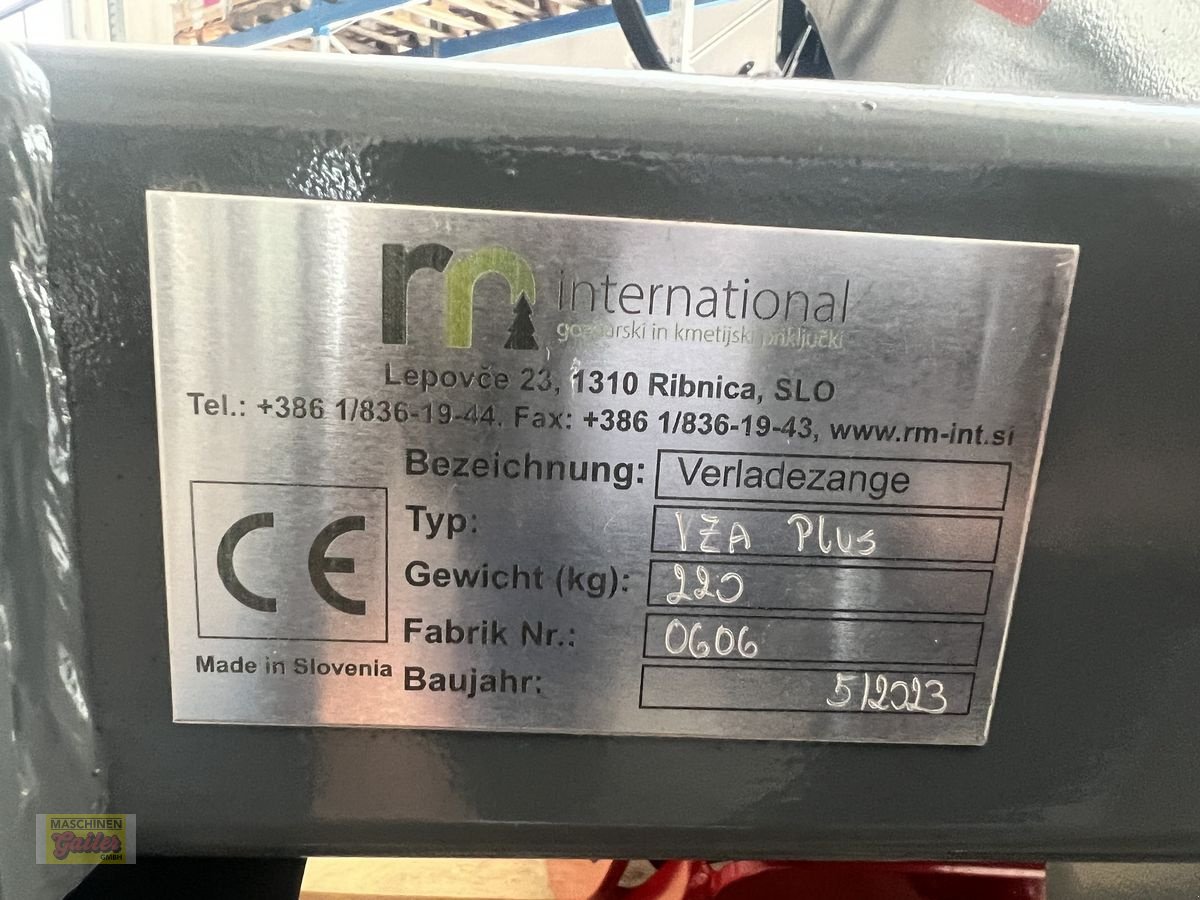 rm international
gozdarski in kmetijski priključki
Lepovče 23, 1310 Ribnica, SLO
Tel.: +386 1/836-19-44. Fax: +386 1/836-19-43, www.rm-int.si
Bezeichnung: Verladezange
Typ: VZA Plus
Gewicht (kg): 220
Fabrik Nr.: 0606
Baujahr: 5/2023
CE
Made in Slovenia
MASCHINEN
Gailer
GMBH